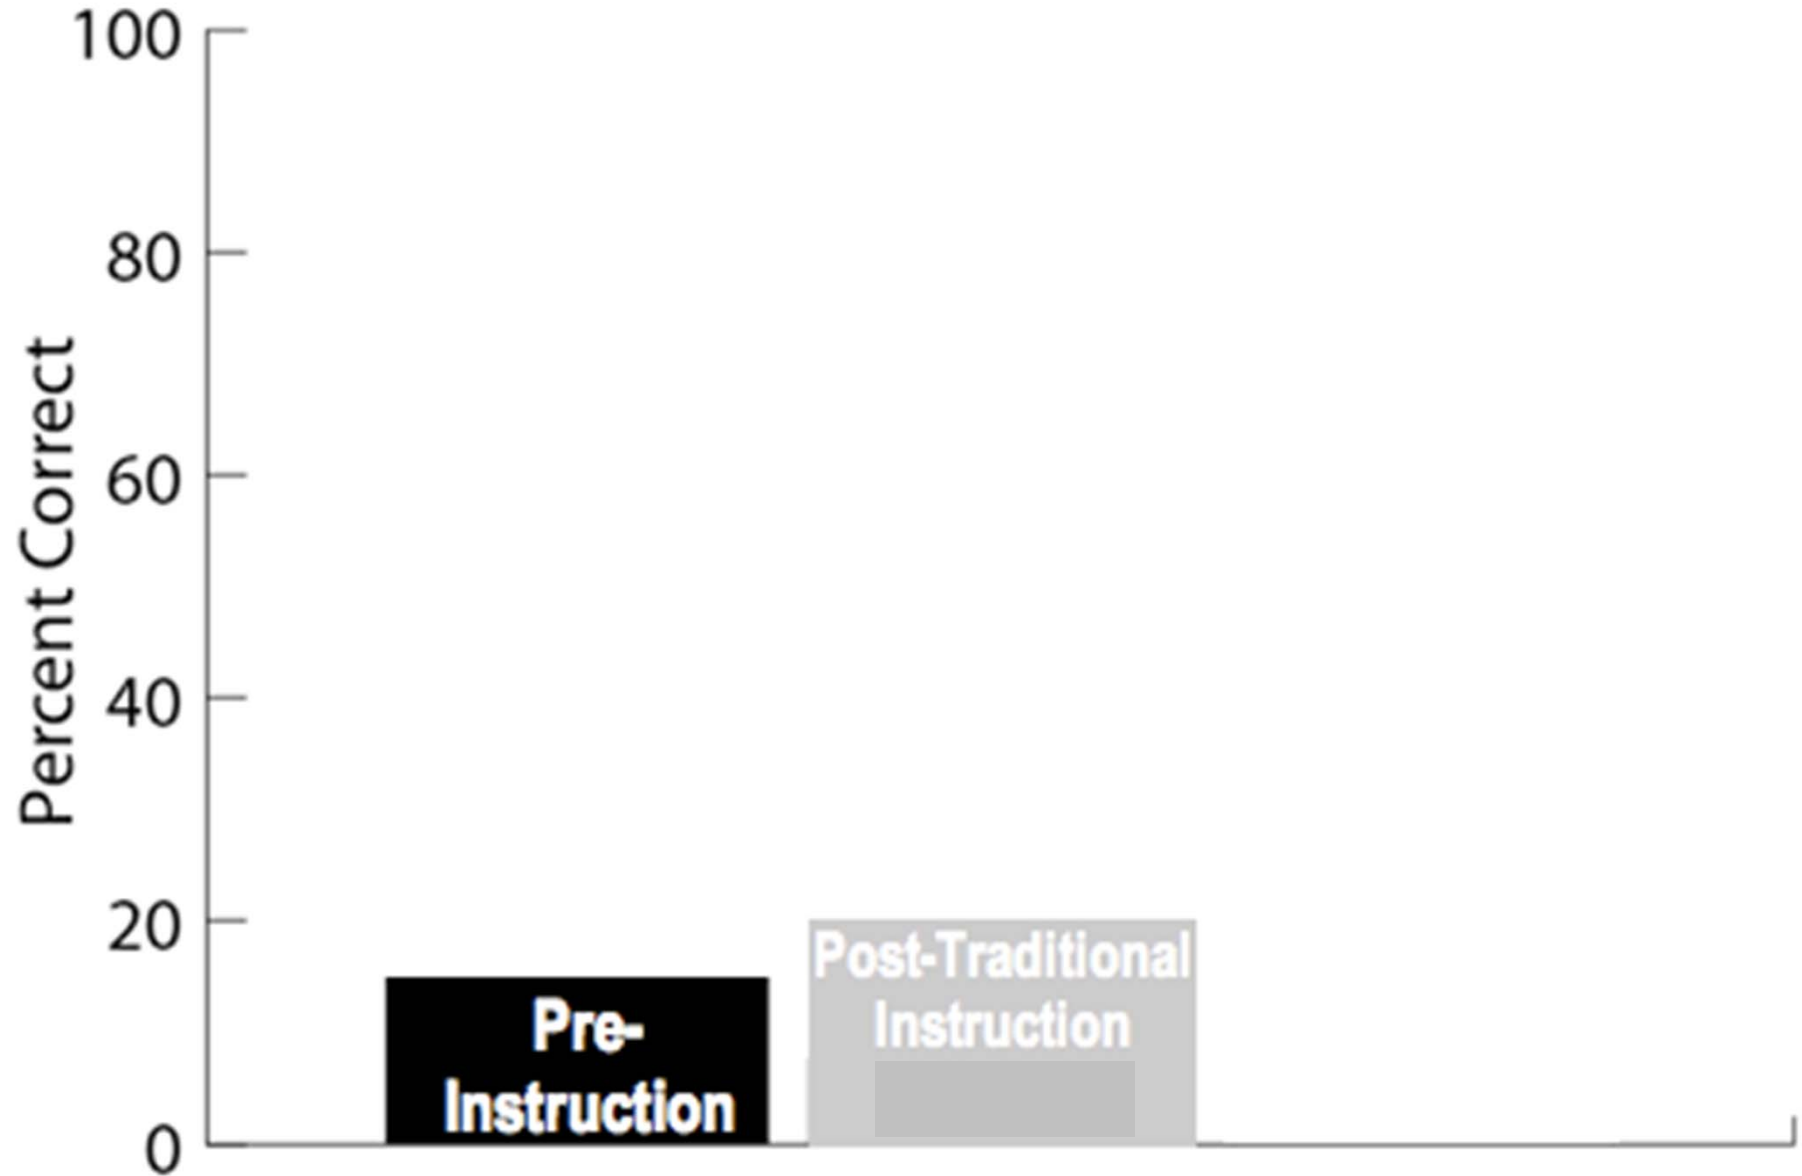 100
80
60
40
20
0
Percent Correct
Pre-
Instruction
Post-Traditional
Instruction